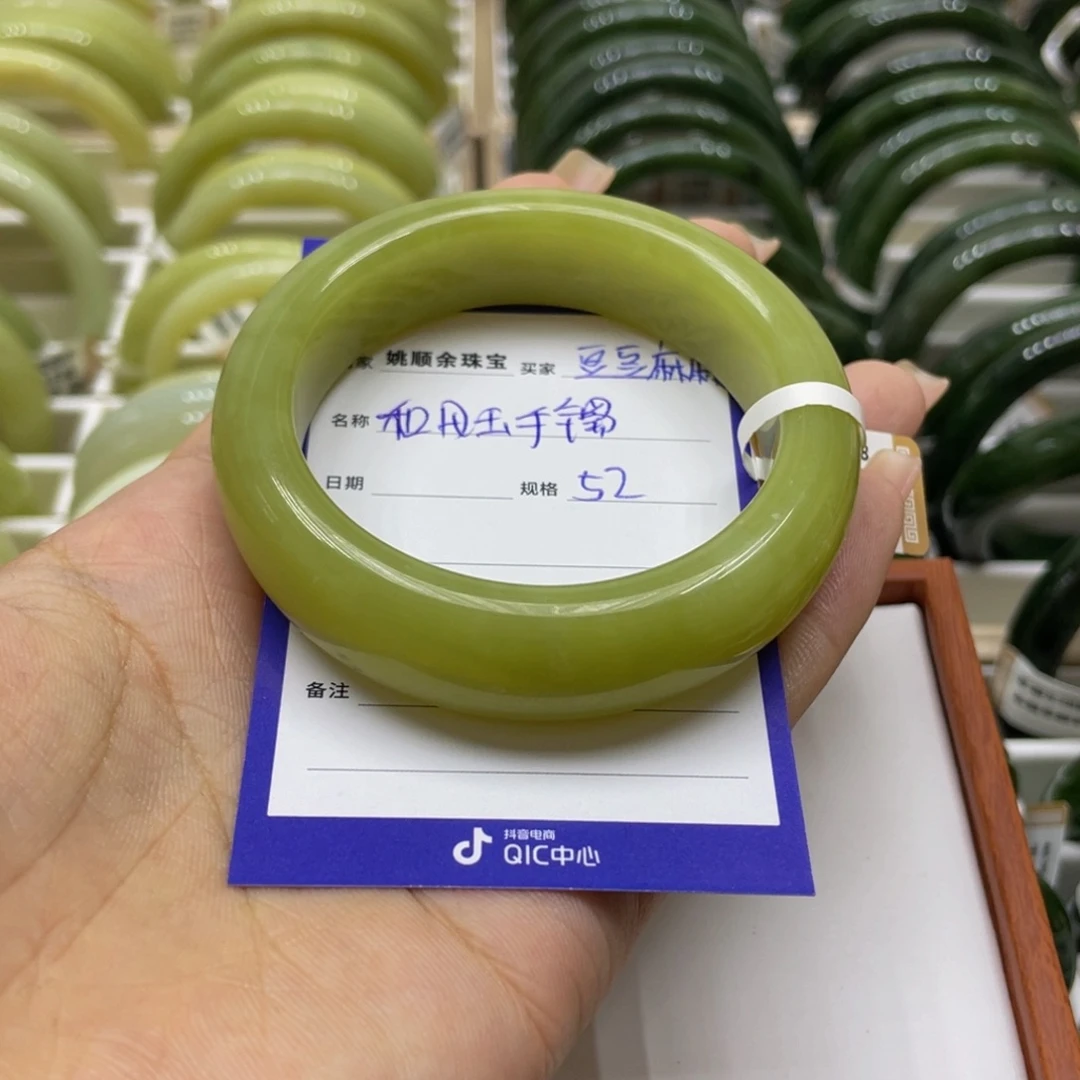 家 姚顺余珠宝 买家 豆豆麻麻
名称 和田玉手镯
日期 规格 52
备注
抖音电商
QIC中心